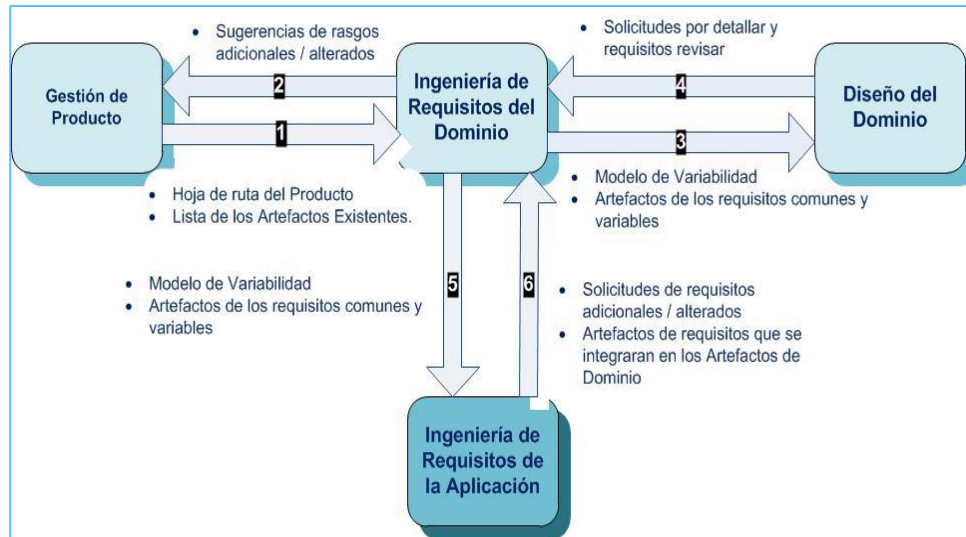 • Sugerencias de rasgos
adicionales / alterados
• Solicitudes por detallar y
requisitos revisar
Gestión de
Producto
2
1
Ingeniería de
Requisitos del
Dominio
4
3
Diseño del
Dominio
• Hoja de ruta del Producto
• Lista de los Artefactos Existentes.
• Modelo de Variabilidad
• Artefactos de los requisitos comunes y
variables
• Modelo de Variabilidad
• Artefactos de los requisitos comunes y
variables
5
6
• Solicitudes de requisitos
adicionales / alterados
• Artefactos de requisitos que se
integraran en los Artefactos de
Dominio
Ingeniería de
Requisitos de
la Aplicación